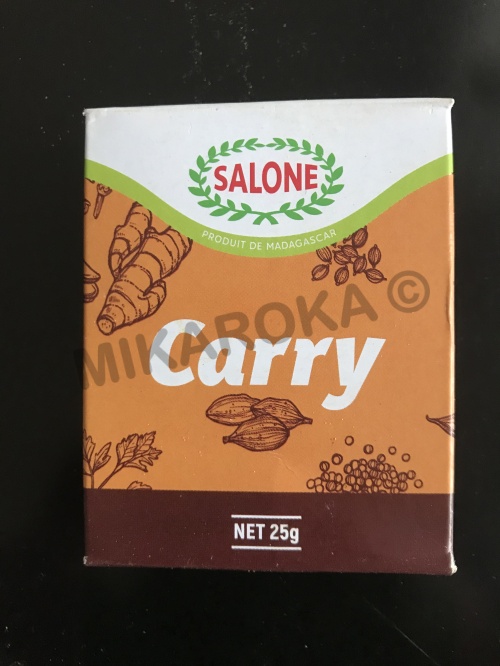 SALONE
PRODUIT DE MADAGASCAR
MIKAROKA ©
Carry
NET 25g